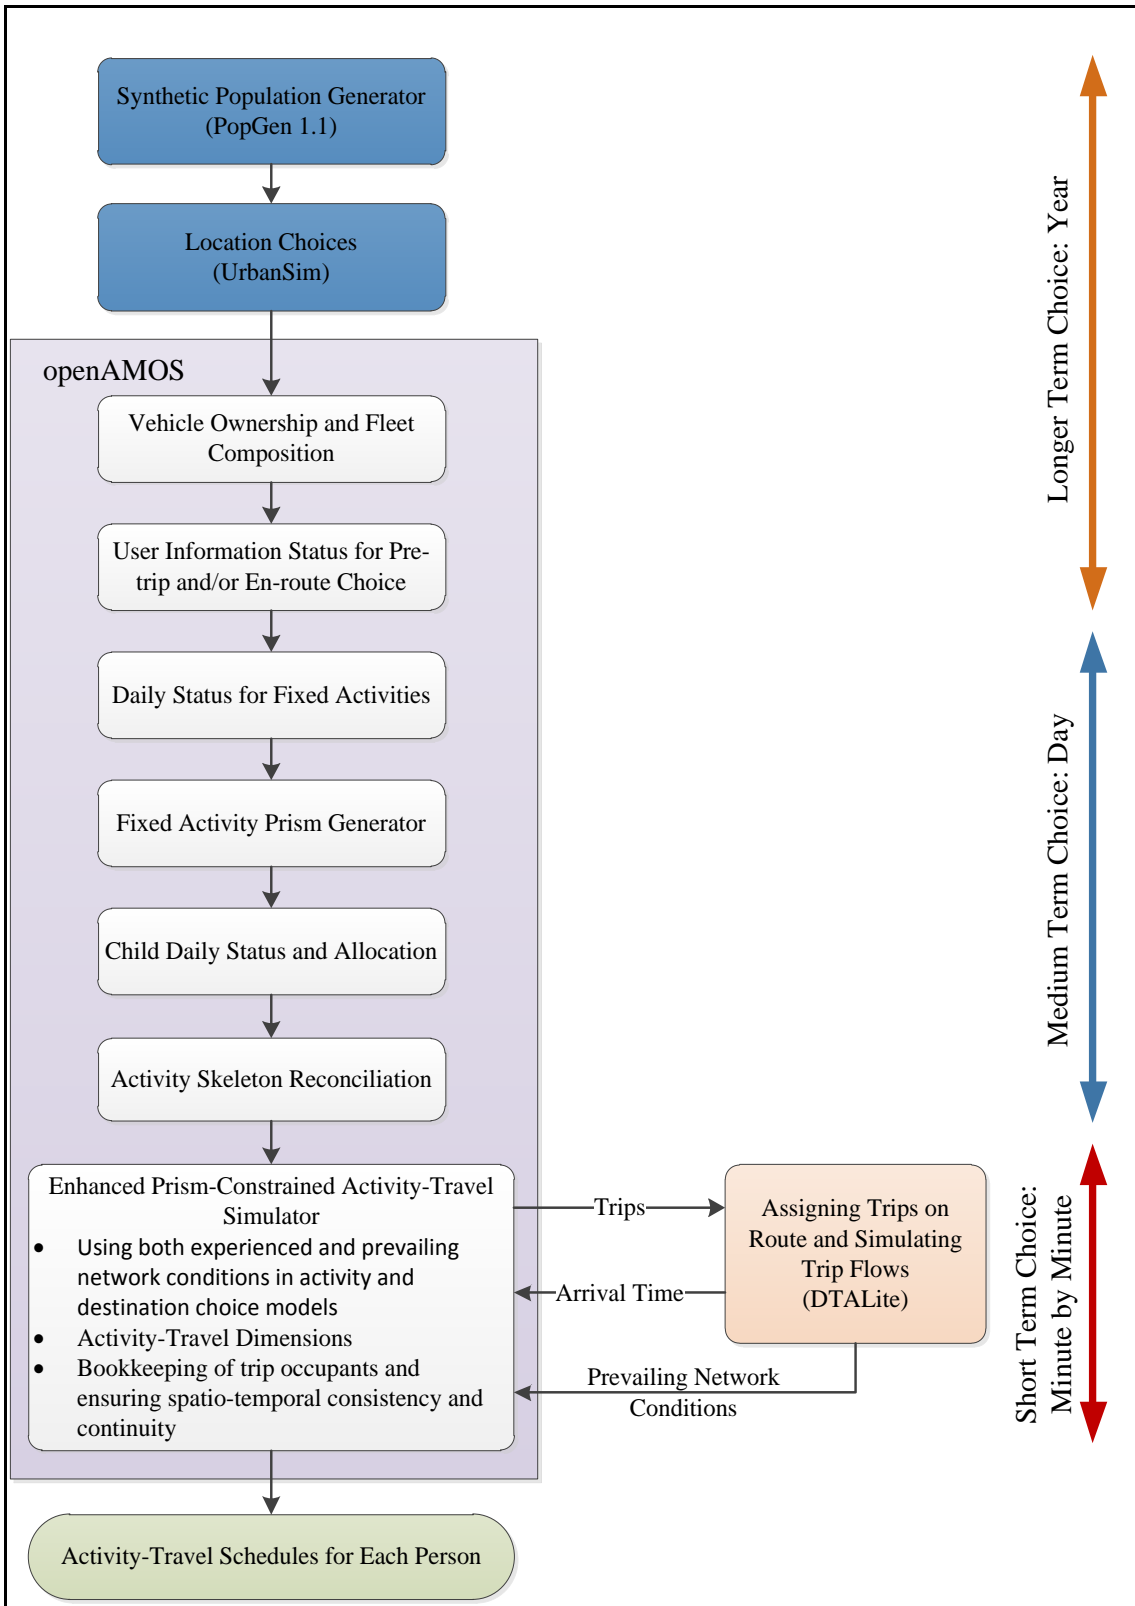 Synthetic Population Generator
(PopGen 1.1)
Location Choices
(UrbanSim)
openAMOS
Vehicle Ownership and Fleet
Composition
User Information Status for Pre-
trip and/or En-route Choice
Daily Status for Fixed Activities
Fixed Activity Prism Generator
Child Daily Status and Allocation
Activity Skeleton Reconciliation
Enhanced Prism-Constrained Activity-Travel
Simulator
• Using both experienced and prevailing
network conditions in activity and
destination choice models
• Activity-Travel Dimensions
• Bookkeeping of trip occupants and
ensuring spatio-temporal consistency and
continuity
Trips
Arrival Time
Prevailing Network
Conditions
Assigning Trips on
Route and Simulating
Trip Flows
(DTALite)
Activity-Travel Schedules for Each Person
Longer Term Choice: Year
Medium Term Choice: Day
Short Term Choice:
Minute by Minute